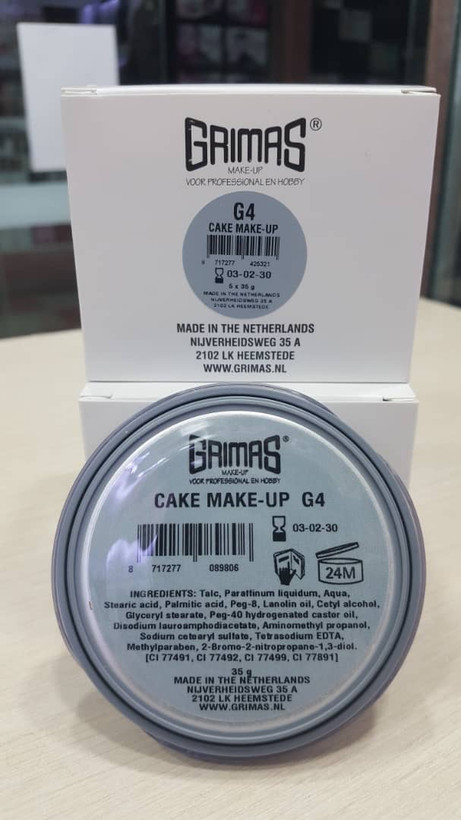 GRIMAS®
MAKE-UP
VOOR PROFESSIONAL EN HOBBY
G4
CAKE MAKE-UP
8 717277 426321
03-02-30
5 x 35 g
MADE IN THE NETHERLANDS
NIJVERHEIDSWEG 35 A
2102 LK HEEMSTEDE
MADE IN THE NETHERLANDS
NIJVERHEIDSWEG 35 A
2102 LK HEEMSTEDE
WWW.GRIMAS.NL
GRIMAS®
MAKE-UP
VOOR PROFESSIONAL EN HOBBY
CAKE MAKE-UP G4
03-02-30
8 717277 089806
24M
INGREDIENTS: Talc, Paraffinum liquidum, Aqua,
Stearic acid, Palmitic acid, Peg-8, Lanolin oil, Cetyl alcohol,
Glyceryl stearate, Peg-40 hydrogenated castor oil,
Disodium lauroamphodiacetate, Aminomethyl propanol,
Sodium cetearyl sulfate, Tetrasodium EDTA,
Methylparaben, 2-Bromo-2-nitropropane-1,3-diol.
[CI 77491, CI 77492, CI 77499, CI 77891]
35 g
MADE IN THE NETHERLANDS
NIJVERHEIDSWEG 35 A
2102 LK HEEMSTEDE
WWW.GRIMAS.NL